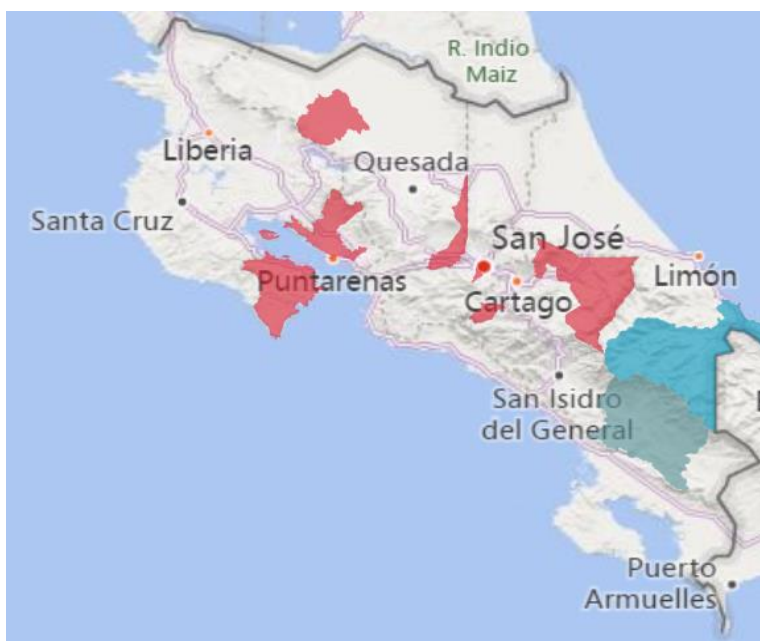 R. Indio
Maiz
Liberia
Quesada
Santa Cruz
San José
Puntarenas
Cartago
Limón
San Isidro
del General
Puerto
Armuelles